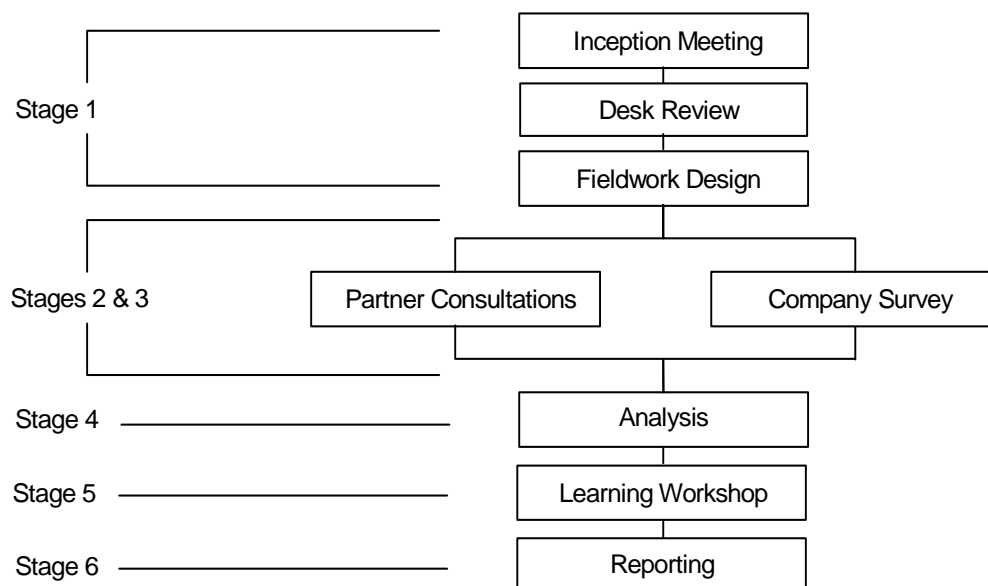 Inception Meeting
Stage 1
Desk Review
Fieldwork Design
Stages 2 & 3
Partner Consultations
Company Survey
Stage 4
Analysis
Stage 5
Learning Workshop
Stage 6
Reporting